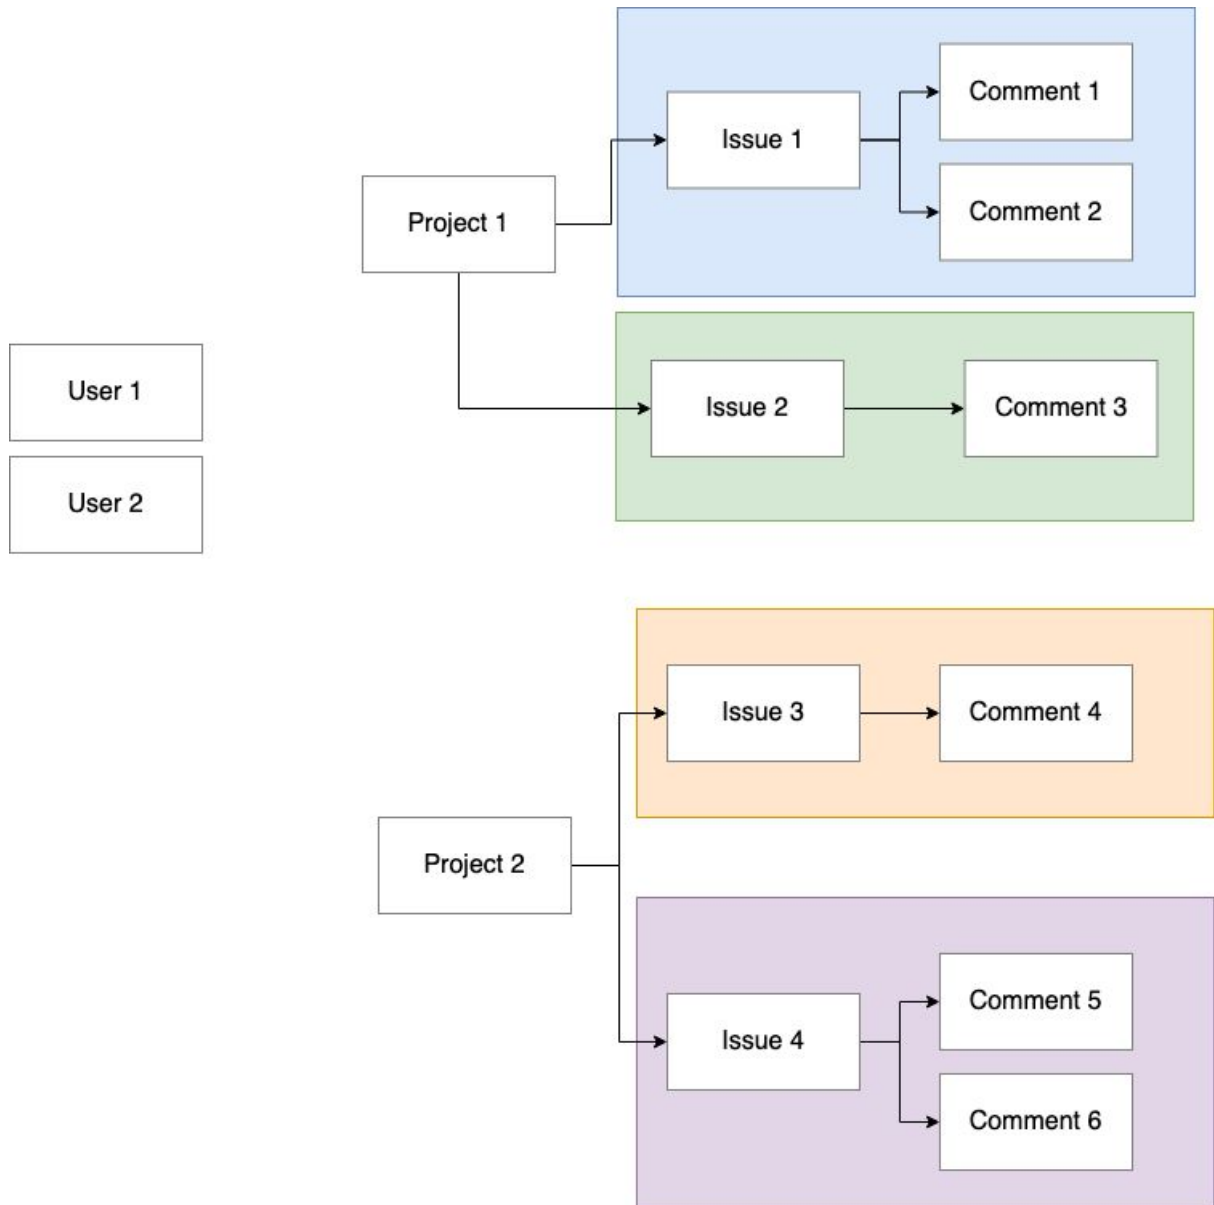 Comment 1
Issue 1
Comment 2
Project 1
User 1
Issue 2
Comment 3
User 2
Issue 3
Comment 4
Project 2
Comment 5
Issue 4
Comment 6